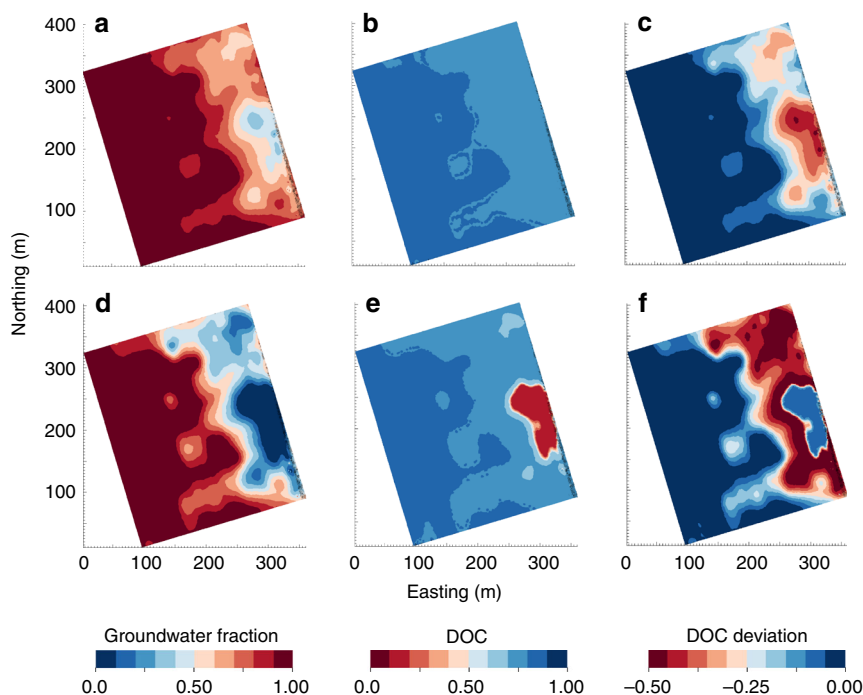 a
b
c
400
300
200
100
d
e
f
400
300
200
100
0
Northing (m)
0 100 200 300
0 100 200 300
0 100 200 300
Easting (m)
Groundwater fraction
0.0 0.50 1.00
DOC
0.0 0.50 1.00
DOC deviation
−0.50 −0.25 0.00